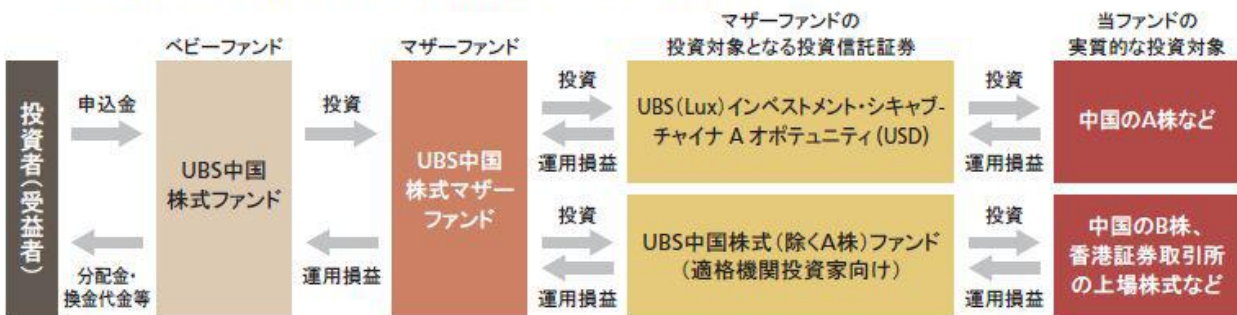 投資者(受益者)
申込金
分配金・
換金代金等
ベビーファンド
UBS中国
株式ファンド
投資
運用損益
マザーファンド
UBS中国
株式マザー
ファンド
投資
運用損益
投資
運用損益
マザーファンドの
投資対象となる投資信託証券
UBS(Lux)インベストメント・シキャブ-
チャイナ A オポテュニティ(USD)
UBS中国株式(除くA株)ファンド
(適格機関投資家向け)
投資
運用損益
投資
運用損益
当ファンドの
実質的な投資対象
中国のA株など
中国のB株、
香港証券取引所
の上場株式など